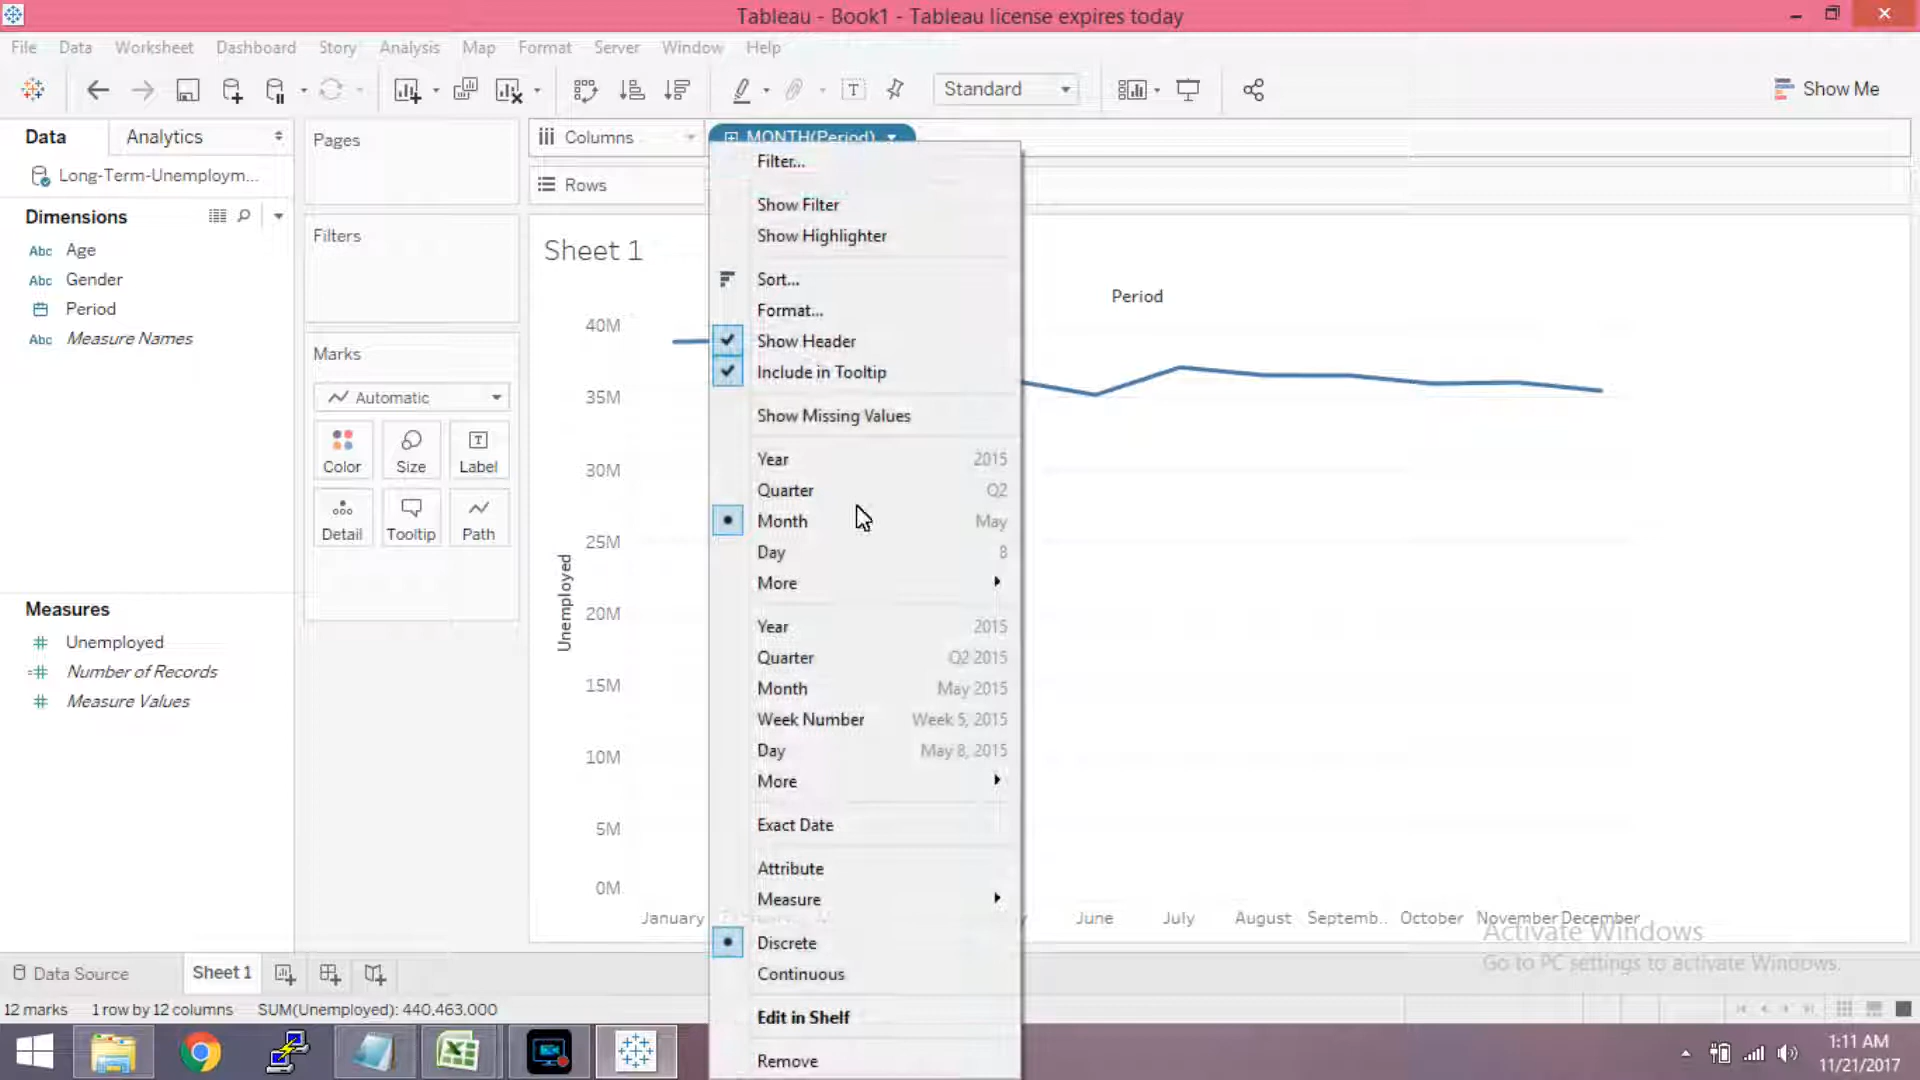 Tableau - Book1 - Tableau license expires today
File Data Worksheet Dashboard Story Analysis Map Format Server Window Help
Standard
Show Me
Data
Analytics
Long-Term-Unemploym...
Dimensions
Abc Age
Abc Gender
Period
Abc Measure Names
Measures
Unemployed
Number of Records
Measure Values
Pages
Filters
Marks
Automatic
Color Size Label
Detail Tooltip Path
Columns
MONTH(Period)
Rows
Sheet 1
Period
Unemployed
40M
35M
30M
25M
20M
15M
10M
5M
0M
January
June July August Septemb.. October November December
Filter...
Show Filter
Show Highlighter
Sort...
Format...
Show Header
Include in Tooltip
Show Missing Values
Year 2015
Quarter Q2
Month May
Day 8
More
Year 2015
Quarter Q2 2015
Month May 2015
Week Number Week 5, 2015
Day May 8, 2015
More
Exact Date
Attribute
Measure
Discrete
Continuous
Edit in Shelf
Remove
Activate Windows
Go to PC settings to activate Windows.
Data Source
Sheet 1
12 marks 1 row by 12 columns SUM(Unemployed): 440.463.000
1:11 AM
11/21/2017